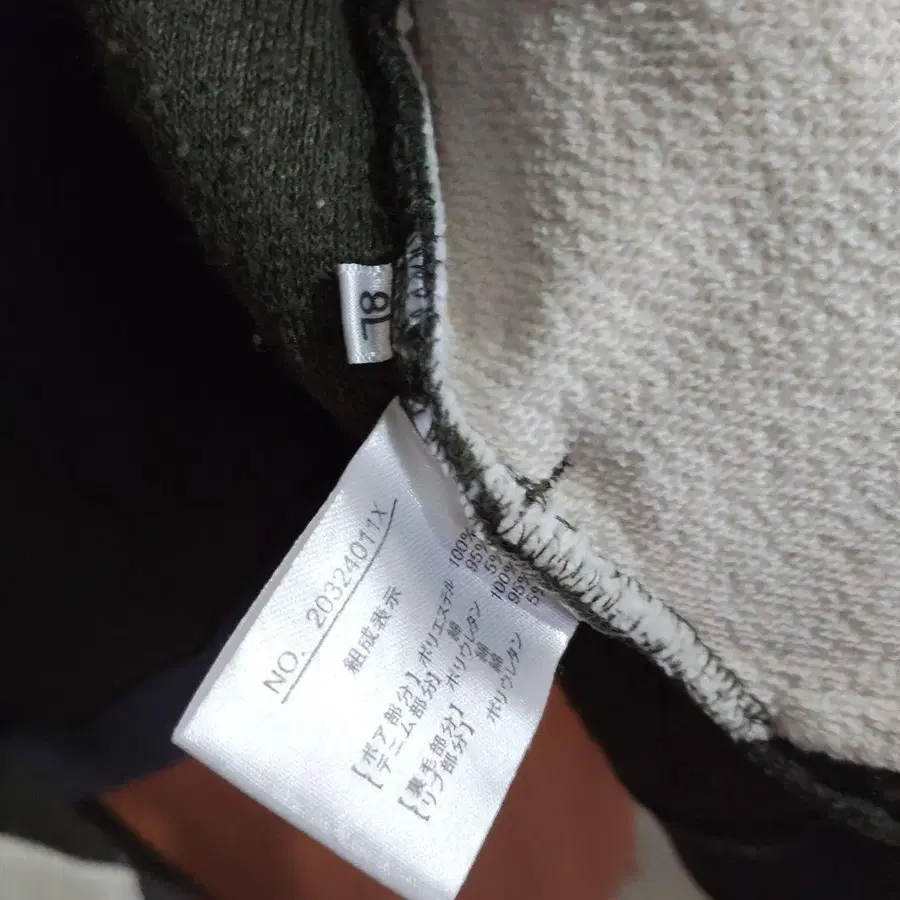 8L
NO. 20324011X
組成表示
【ボア部分】ポリエステル 100%
【デニム部分】 綿 95%
ポリウレタン 5%
【裏毛部分】 綿 100%
【リブ部分】 綿 95%
ポリウレタン 5%